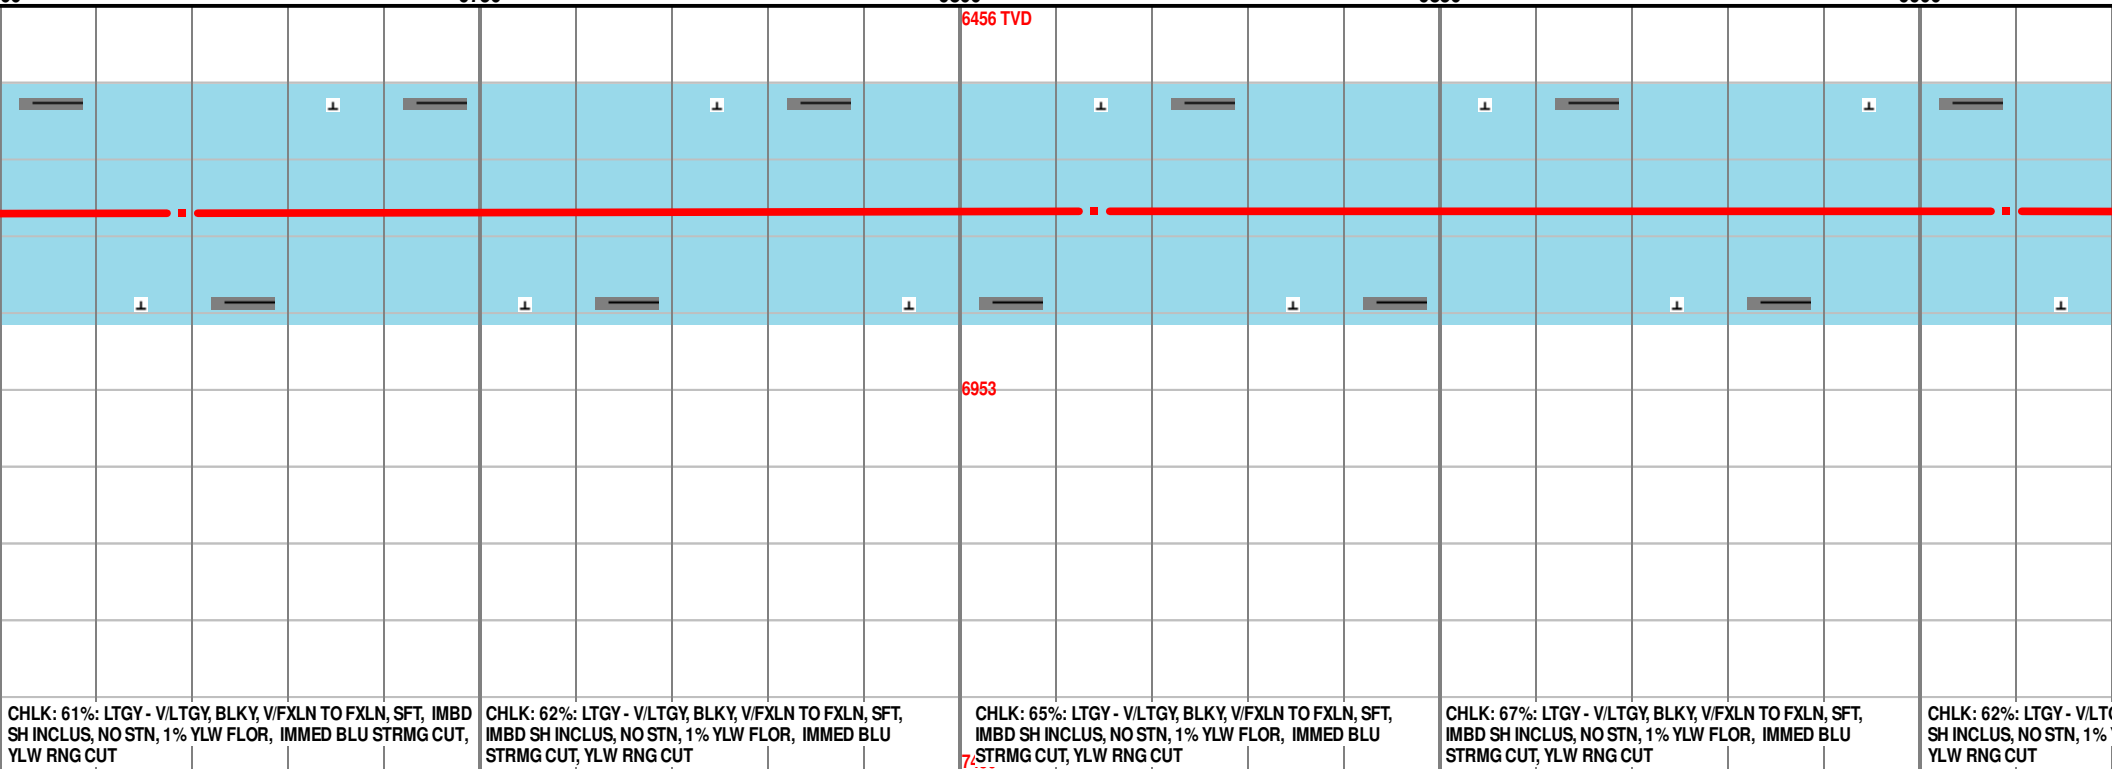 6456 TVD
6953
CHLK: 61%: LTGY - V/LTGY, BLKY, V/FXLN TO FXLN, SFT, IMBD
SH INCLUS, NO STN, 1% YLW FLOR, IMMED BLU STRMG CUT,
YLW RNG CUT
CHLK: 62%: LTGY - V/LTGY, BLKY, V/FXLN TO FXLN, SFT,
IMBD SH INCLUS, NO STN, 1% YLW FLOR, IMMED BLU
STRMG CUT, YLW RNG CUT
CHLK: 65%: LTGY - V/LTGY, BLKY, V/FXLN TO FXLN, SFT,
IMBD SH INCLUS, NO STN, 1% YLW FLOR, IMMED BLU
STRMG CUT, YLW RNG CUT
CHLK: 67%: LTGY - V/LTGY, BLKY, V/FXLN TO FXLN, SFT,
IMBD SH INCLUS, NO STN, 1% YLW FLOR, IMMED BLU
STRMG CUT, YLW RNG CUT
CHLK: 62%: LTGY -
SH INCLUS, NO STN, 1%
YLW RNG CUT